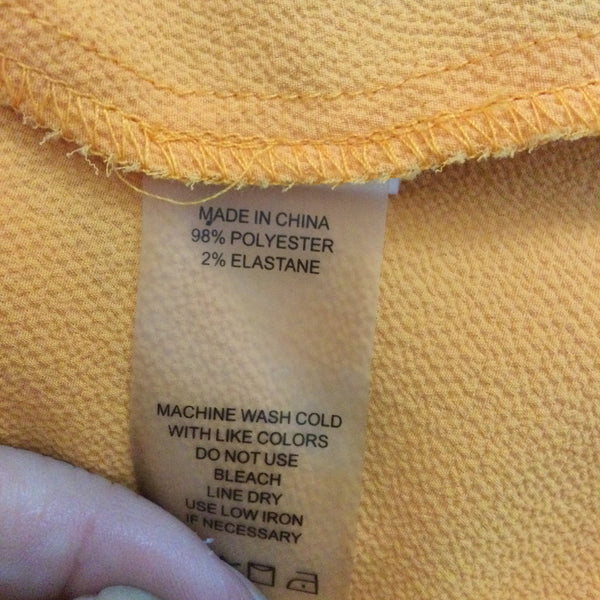 MADE IN CHINA
98% POLYESTER
2% ELASTANE
MACHINE WASH COLD
WITH LIKE COLORS
DO NOT USE
BLEACH
LINE DRY
USE LOW IRON
IF NECESSARY